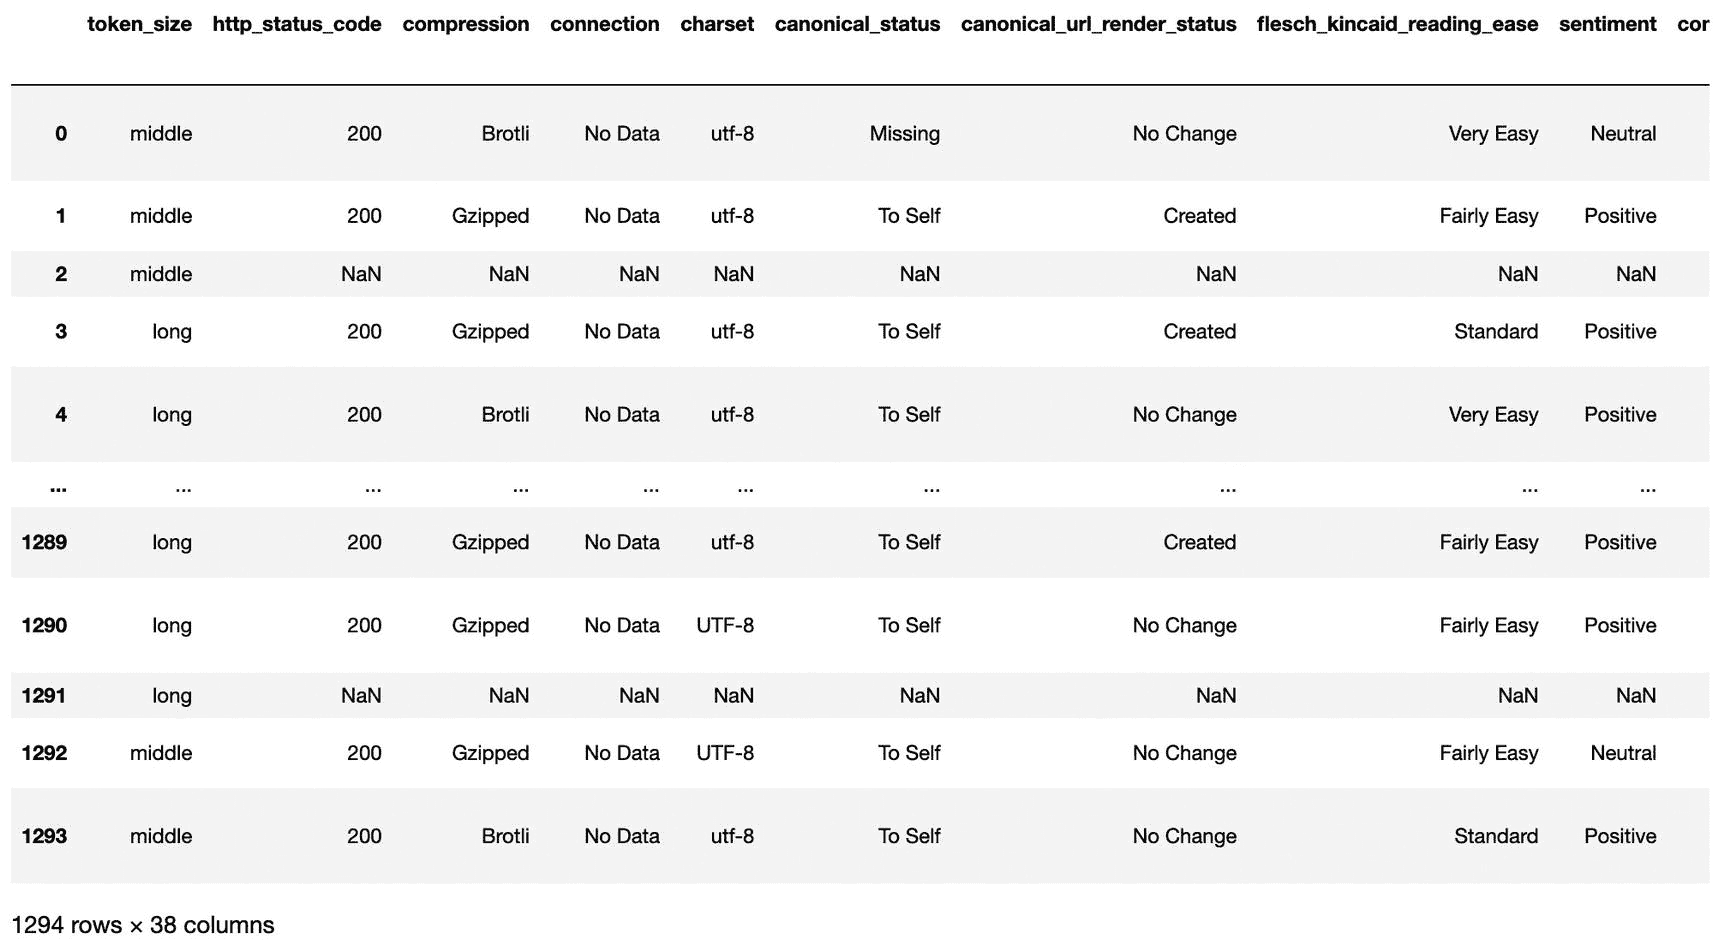 token_size http_status_code compression connection charset canonical_status canonical_url_render_status flesch_kincaid_reading_ease sentiment cor
0 middle 200 Brotli No Data utf-8 Missing No Change Very Easy Neutral
1 middle 200 Gzipped No Data utf-8 To Self Created Fairly Easy Positive
2 middle NaN NaN NaN NaN NaN NaN NaN NaN
3 long 200 Gzipped No Data utf-8 To Self Created Standard Positive
4 long 200 Brotli No Data utf-8 To Self No Change Very Easy Positive
... ... ... ... ... ... ... ... ... ...
1289 long 200 Gzipped No Data utf-8 To Self Created Fairly Easy Positive
1290 long 200 Gzipped No Data UTF-8 To Self No Change Fairly Easy Positive
1291 long NaN NaN NaN NaN NaN NaN NaN NaN
1292 middle 200 Gzipped No Data UTF-8 To Self No Change Fairly Easy Neutral
1293 middle 200 Brotli No Data utf-8 To Self No Change Standard Positive
1294 rows × 38 columns